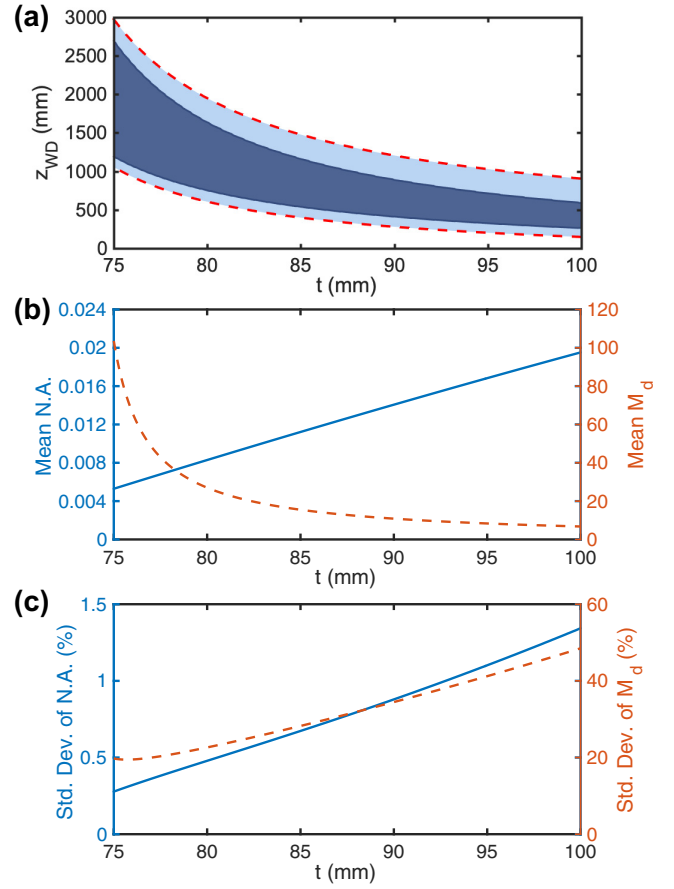 (a)
3000
2500
2000
1500
1000
500
0
z_WD (mm)
75 80 85 90 95 100
t (mm)
(b)
0.024
0.02
0.016
0.012
0.008
0.004
0
Mean N.A.
120
100
80
60
40
20
0
Mean M_d
75 80 85 90 95 100
t (mm)
(c)
1.5
1
0.5
0
Std. Dev. of N.A. (%)
60
40
20
0
Std. Dev. of M_d (%)
75 80 85 90 95 100
t (mm)